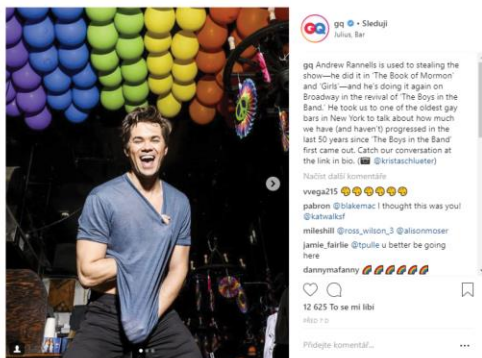 gq • Sleduji
Julius, Bar
gq Andrew Rannells is used to stealing the
show—he did it in 'The Book of Mormon'
and 'Girls'—and he's doing it again on
Broadway in the revival of 'The Boys in the
Band.' He took us to one of the oldest gay
bars in New York to talk about how much
we have (and haven't) progressed in the
last 50 years since 'The Boys in the Band'
first came out. Catch our conversation at
the link in bio. (📷 @kristaschlueter)
Načíst další komentáře
vvega215
pabron @blakemac I thought this was you!
@katwalksf
mileshill @ross_wilson_3 @alisonmoser
jamie_fairlie @tpulle u better be going
here
dannymafanny 🌈🌈🌈🌈🌈🌈
12 625 To se mi líbí
PŘED 7 D
Přidejte komentář...